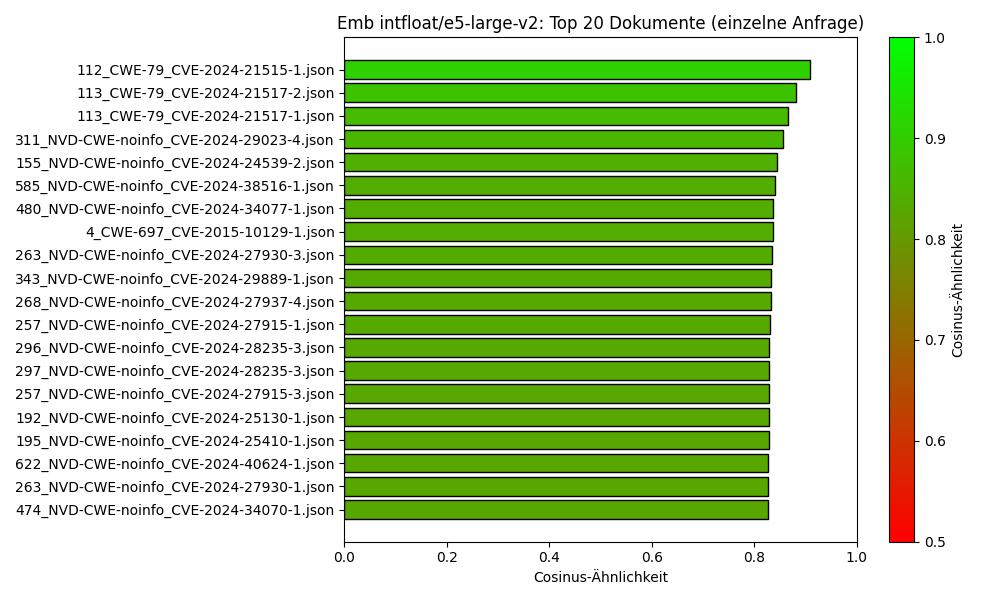 Emb intfloat/e5-large-v2: Top 20 Dokumente (einzelne Anfrage)
112_CWE-79_CVE-2024-21515-1.json
113_CWE-79_CVE-2024-21517-2.json
113_CWE-79_CVE-2024-21517-1.json
311_NVD-CWE-noinfo_CVE-2024-29023-4.json
155_NVD-CWE-noinfo_CVE-2024-24539-2.json
585_NVD-CWE-noinfo_CVE-2024-38516-1.json
480_NVD-CWE-noinfo_CVE-2024-34077-1.json
4_CWE-697_CVE-2015-10129-1.json
263_NVD-CWE-noinfo_CVE-2024-27930-3.json
343_NVD-CWE-noinfo_CVE-2024-29889-1.json
268_NVD-CWE-noinfo_CVE-2024-27937-4.json
257_NVD-CWE-noinfo_CVE-2024-27915-1.json
296_NVD-CWE-noinfo_CVE-2024-28235-3.json
297_NVD-CWE-noinfo_CVE-2024-28235-3.json
257_NVD-CWE-noinfo_CVE-2024-27915-3.json
192_NVD-CWE-noinfo_CVE-2024-25130-1.json
195_NVD-CWE-noinfo_CVE-2024-25410-1.json
622_NVD-CWE-noinfo_CVE-2024-40624-1.json
263_NVD-CWE-noinfo_CVE-2024-27930-1.json
474_NVD-CWE-noinfo_CVE-2024-34070-1.json
0.0 0.2 0.4 0.6 0.8 1.0
Cosinus-Ähnlichkeit
1.0
0.9
0.8
0.7
0.6
0.5
Cosinus-Ähnlichkeit